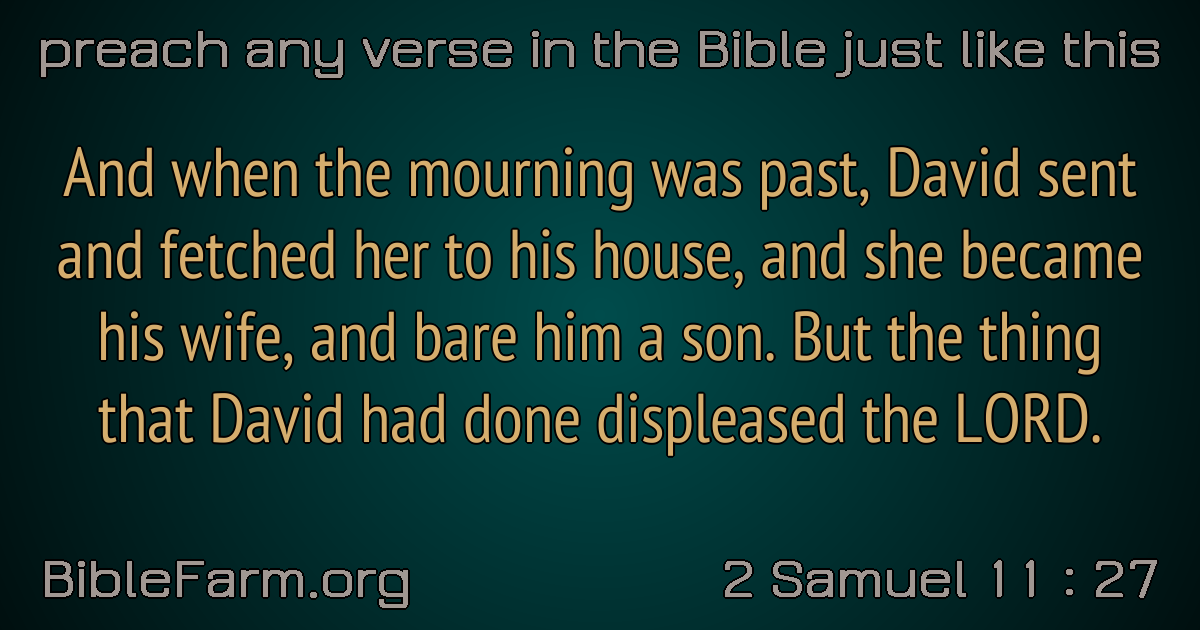 preach any verse in the Bible just like this
And when the mourning was past, David sent
and fetched her to his house, and she became
his wife, and bare him a son. But the thing
that David had done displeased the LORD.
BibleFarm.org
2 Samuel 11 : 27